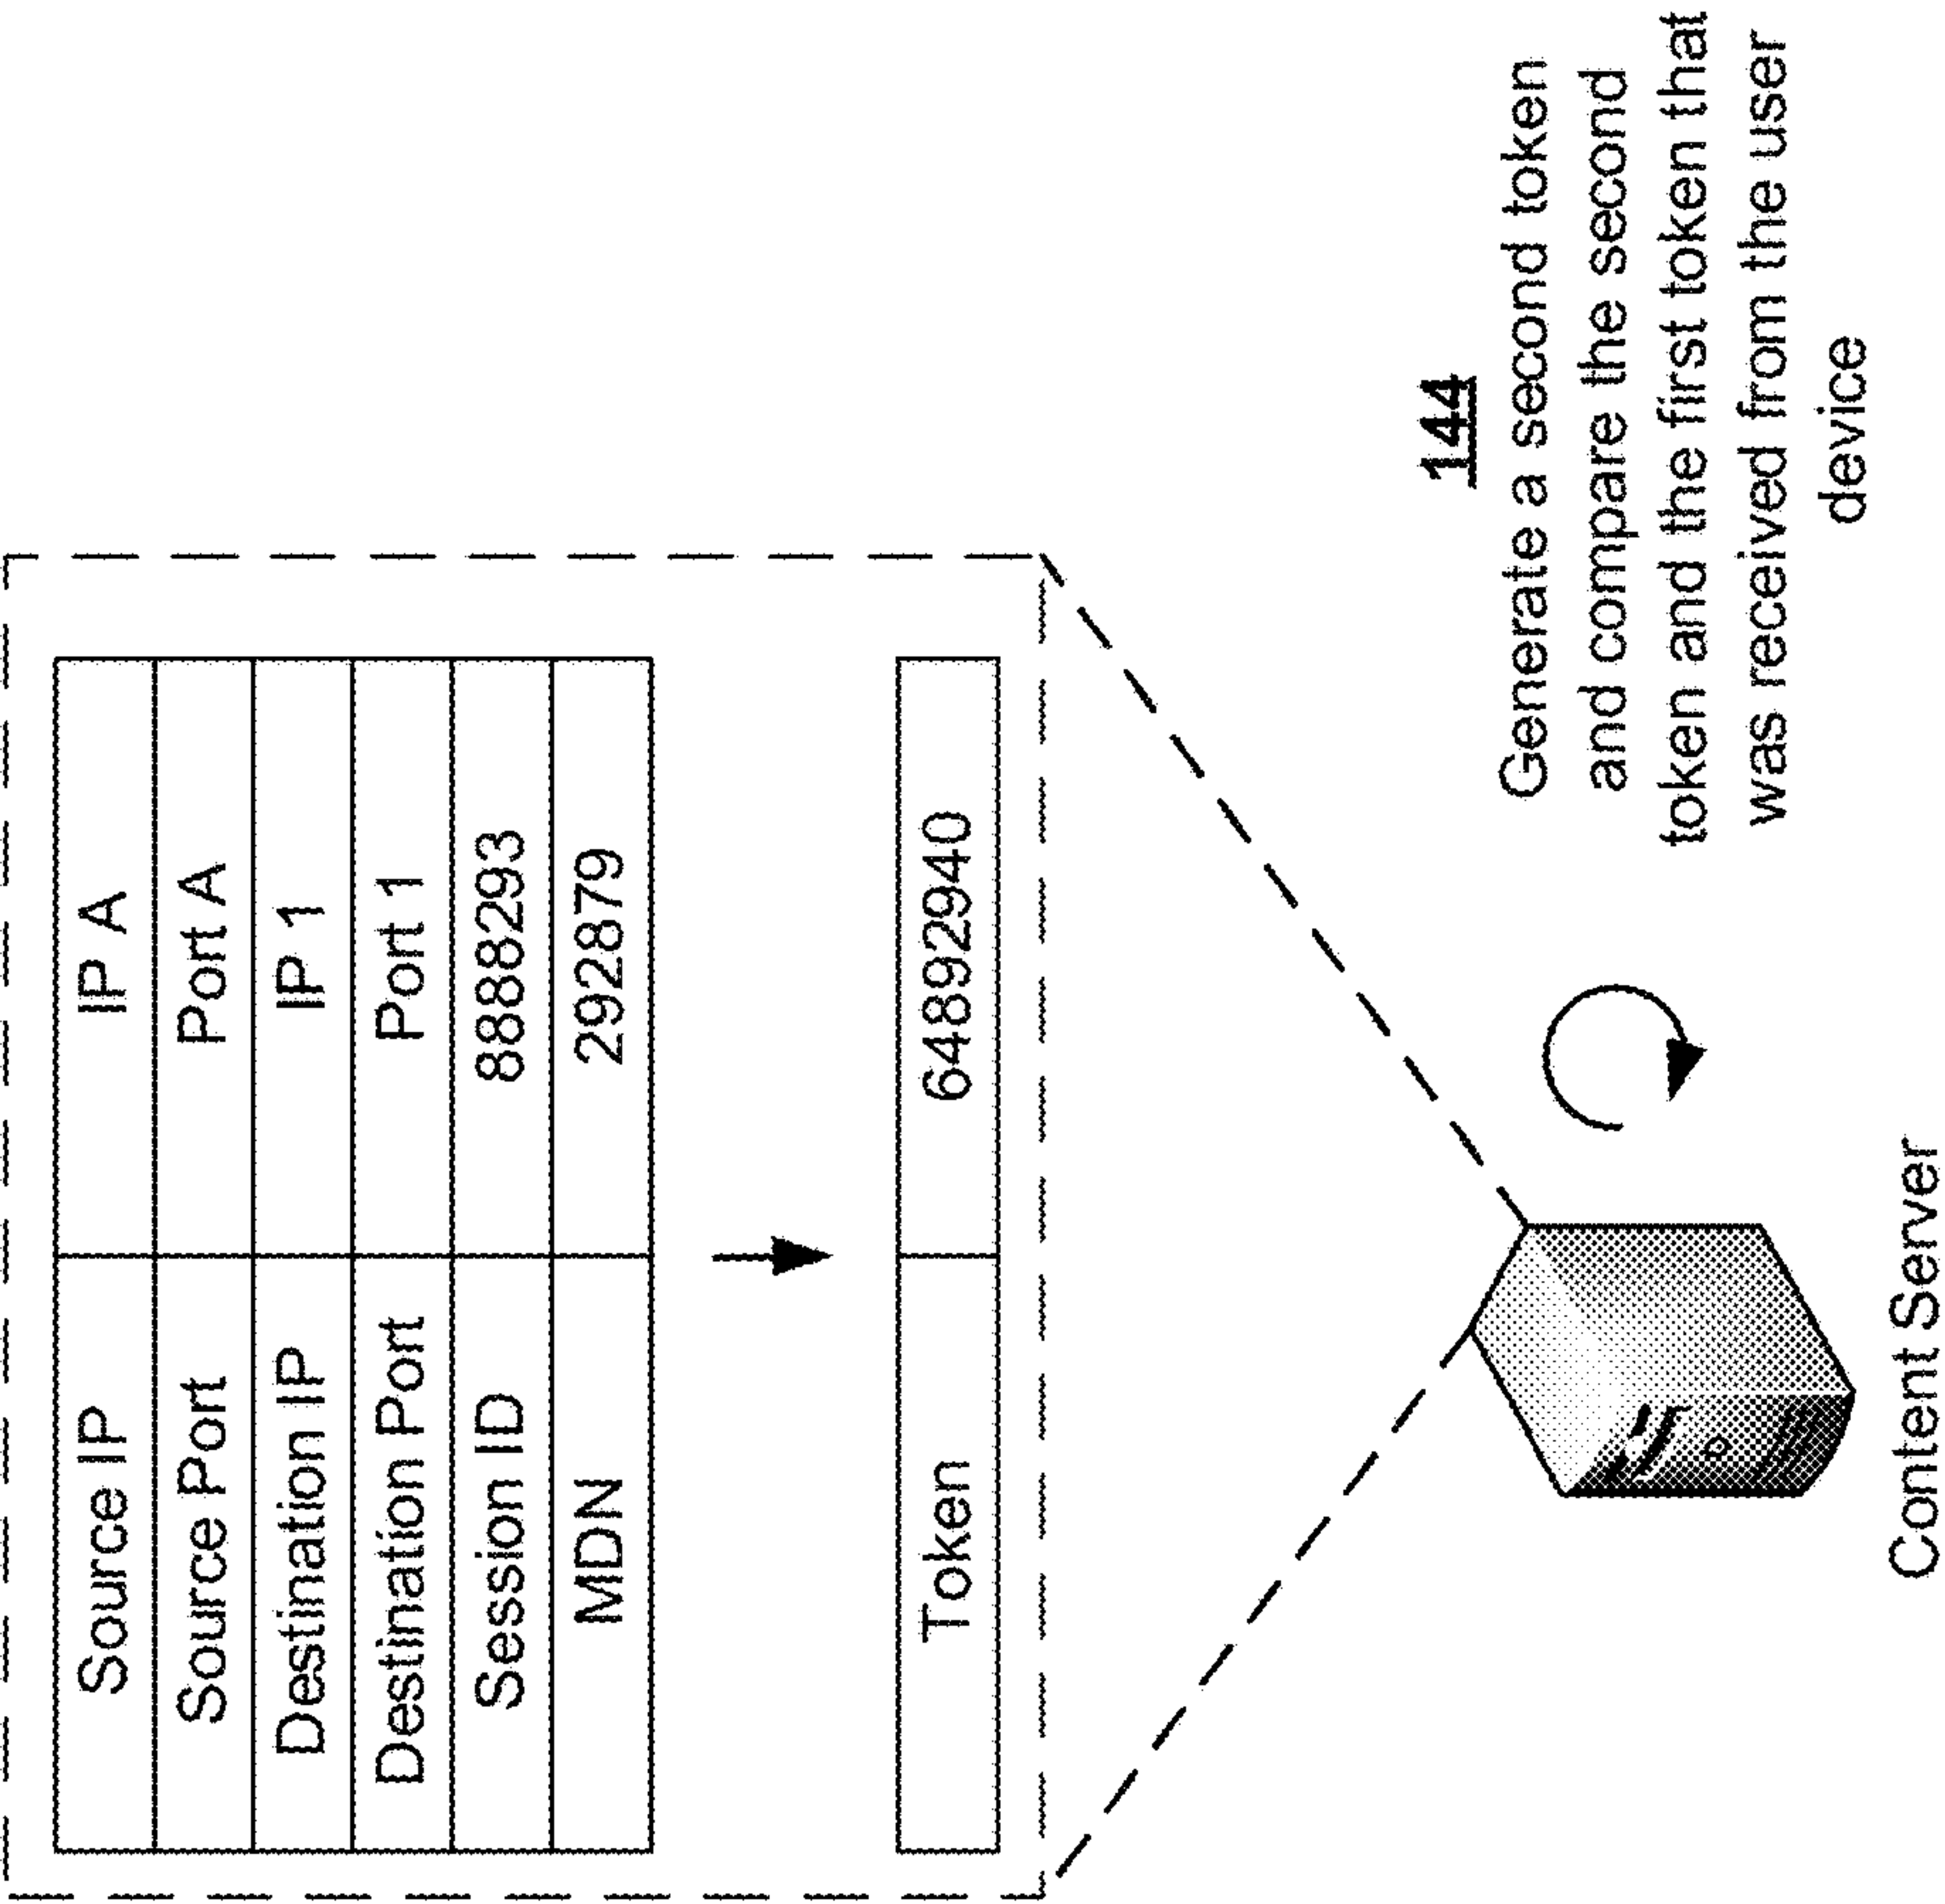 Source IP IP A
Source Port Port A
Destination IP IP 1
Destination Port Port 1
Session ID 8888293
MDN 292879
Token 64892940
144
Generate a second token
and compare the second
token and the first token that
was received from the user
device
Content Server